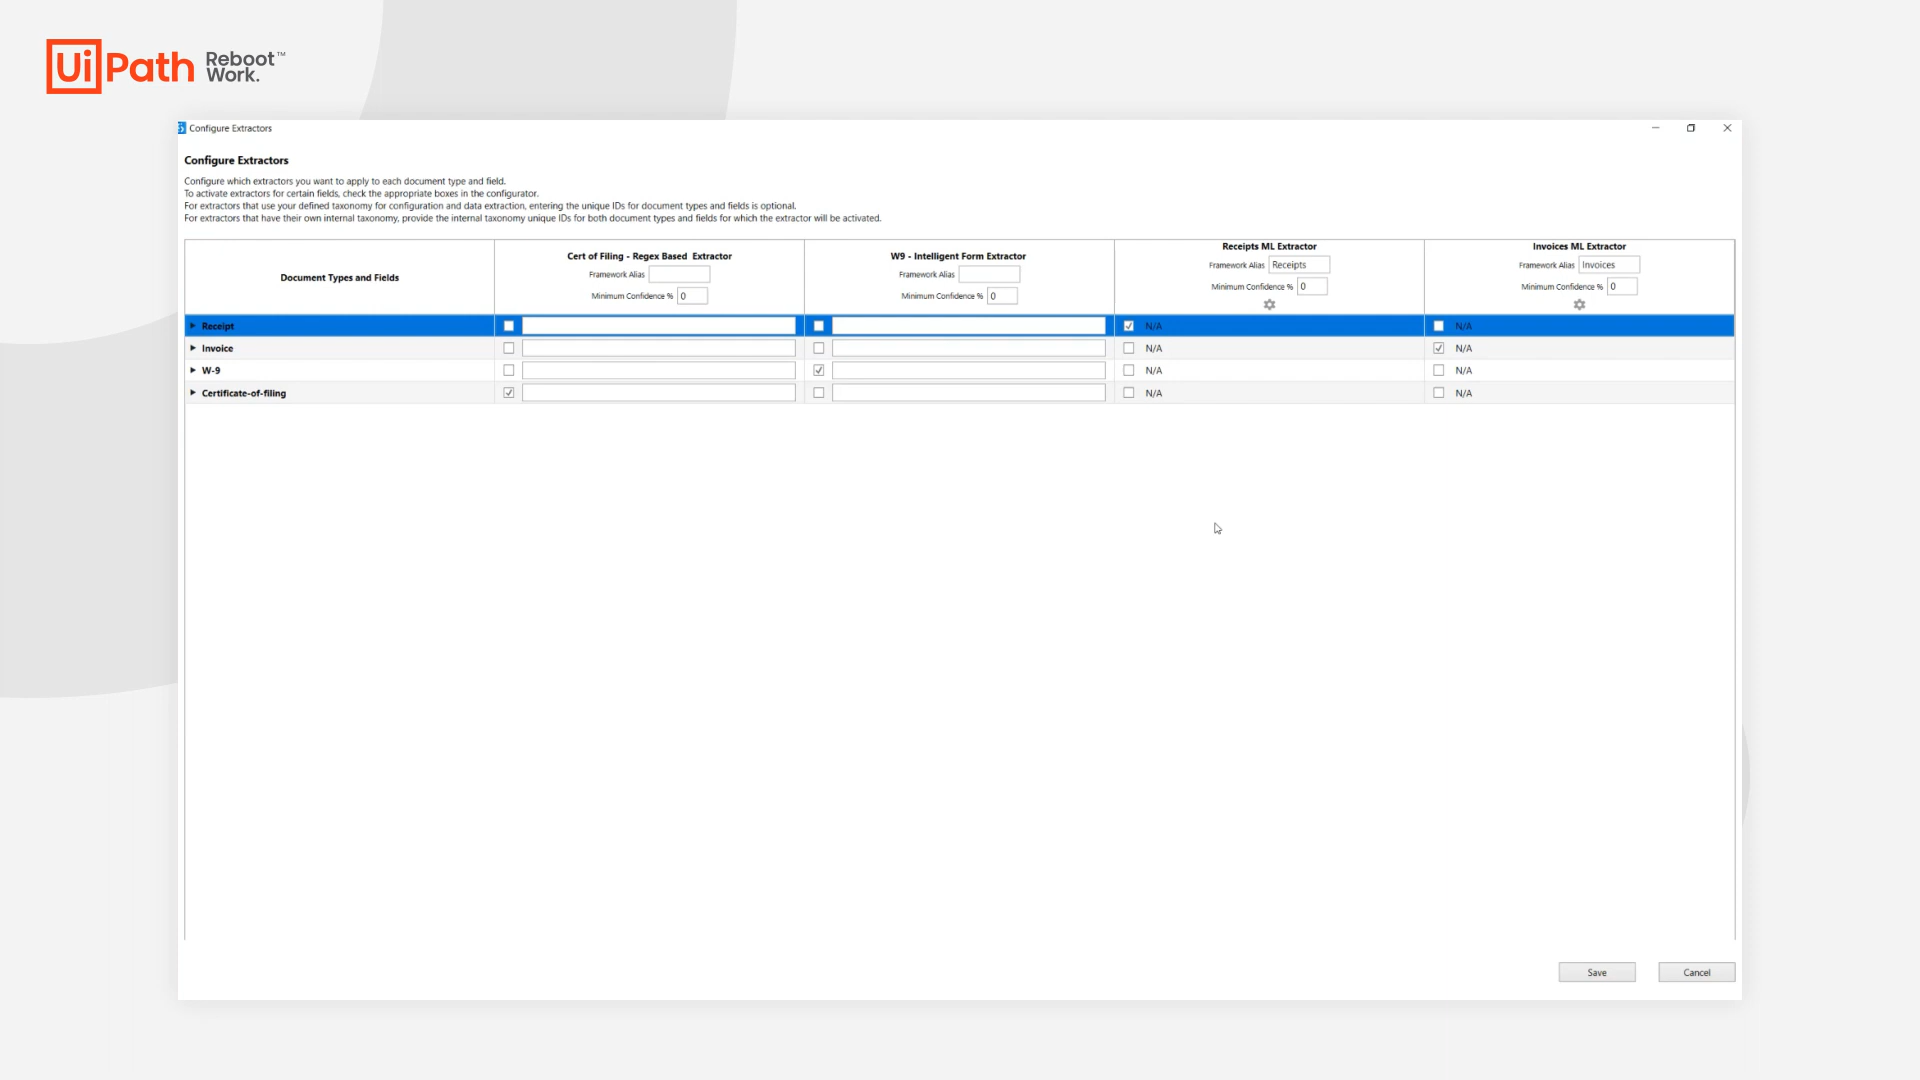 UiPath Reboot Work.™
Configure Extractors
Configure Extractors
Configure which extractors you want to apply to each document type and field.
To activate extractors for certain fields, check the appropriate boxes in the configurator.
For extractors that use your defined taxonomy for configuration and data extraction, entering the unique IDs for document types and fields is optional.
For extractors that have their own internal taxonomy, provide the internal taxonomy unique IDs for both document types and fields for which the extractor will be activated.
Document Types and Fields
Cert of Filing - Regex Based Extractor
Framework Alias
Minimum Confidence % 0
W9 - Intelligent Form Extractor
Framework Alias
Minimum Confidence % 0
Receipts ML Extractor
Framework Alias Receipts
Minimum Confidence % 0
Invoices ML Extractor
Framework Alias Invoices
Minimum Confidence % 0
Receipt N/A N/A
Invoice N/A N/A
W-9 N/A N/A
Certificate-of-filing N/A N/A
Save Cancel